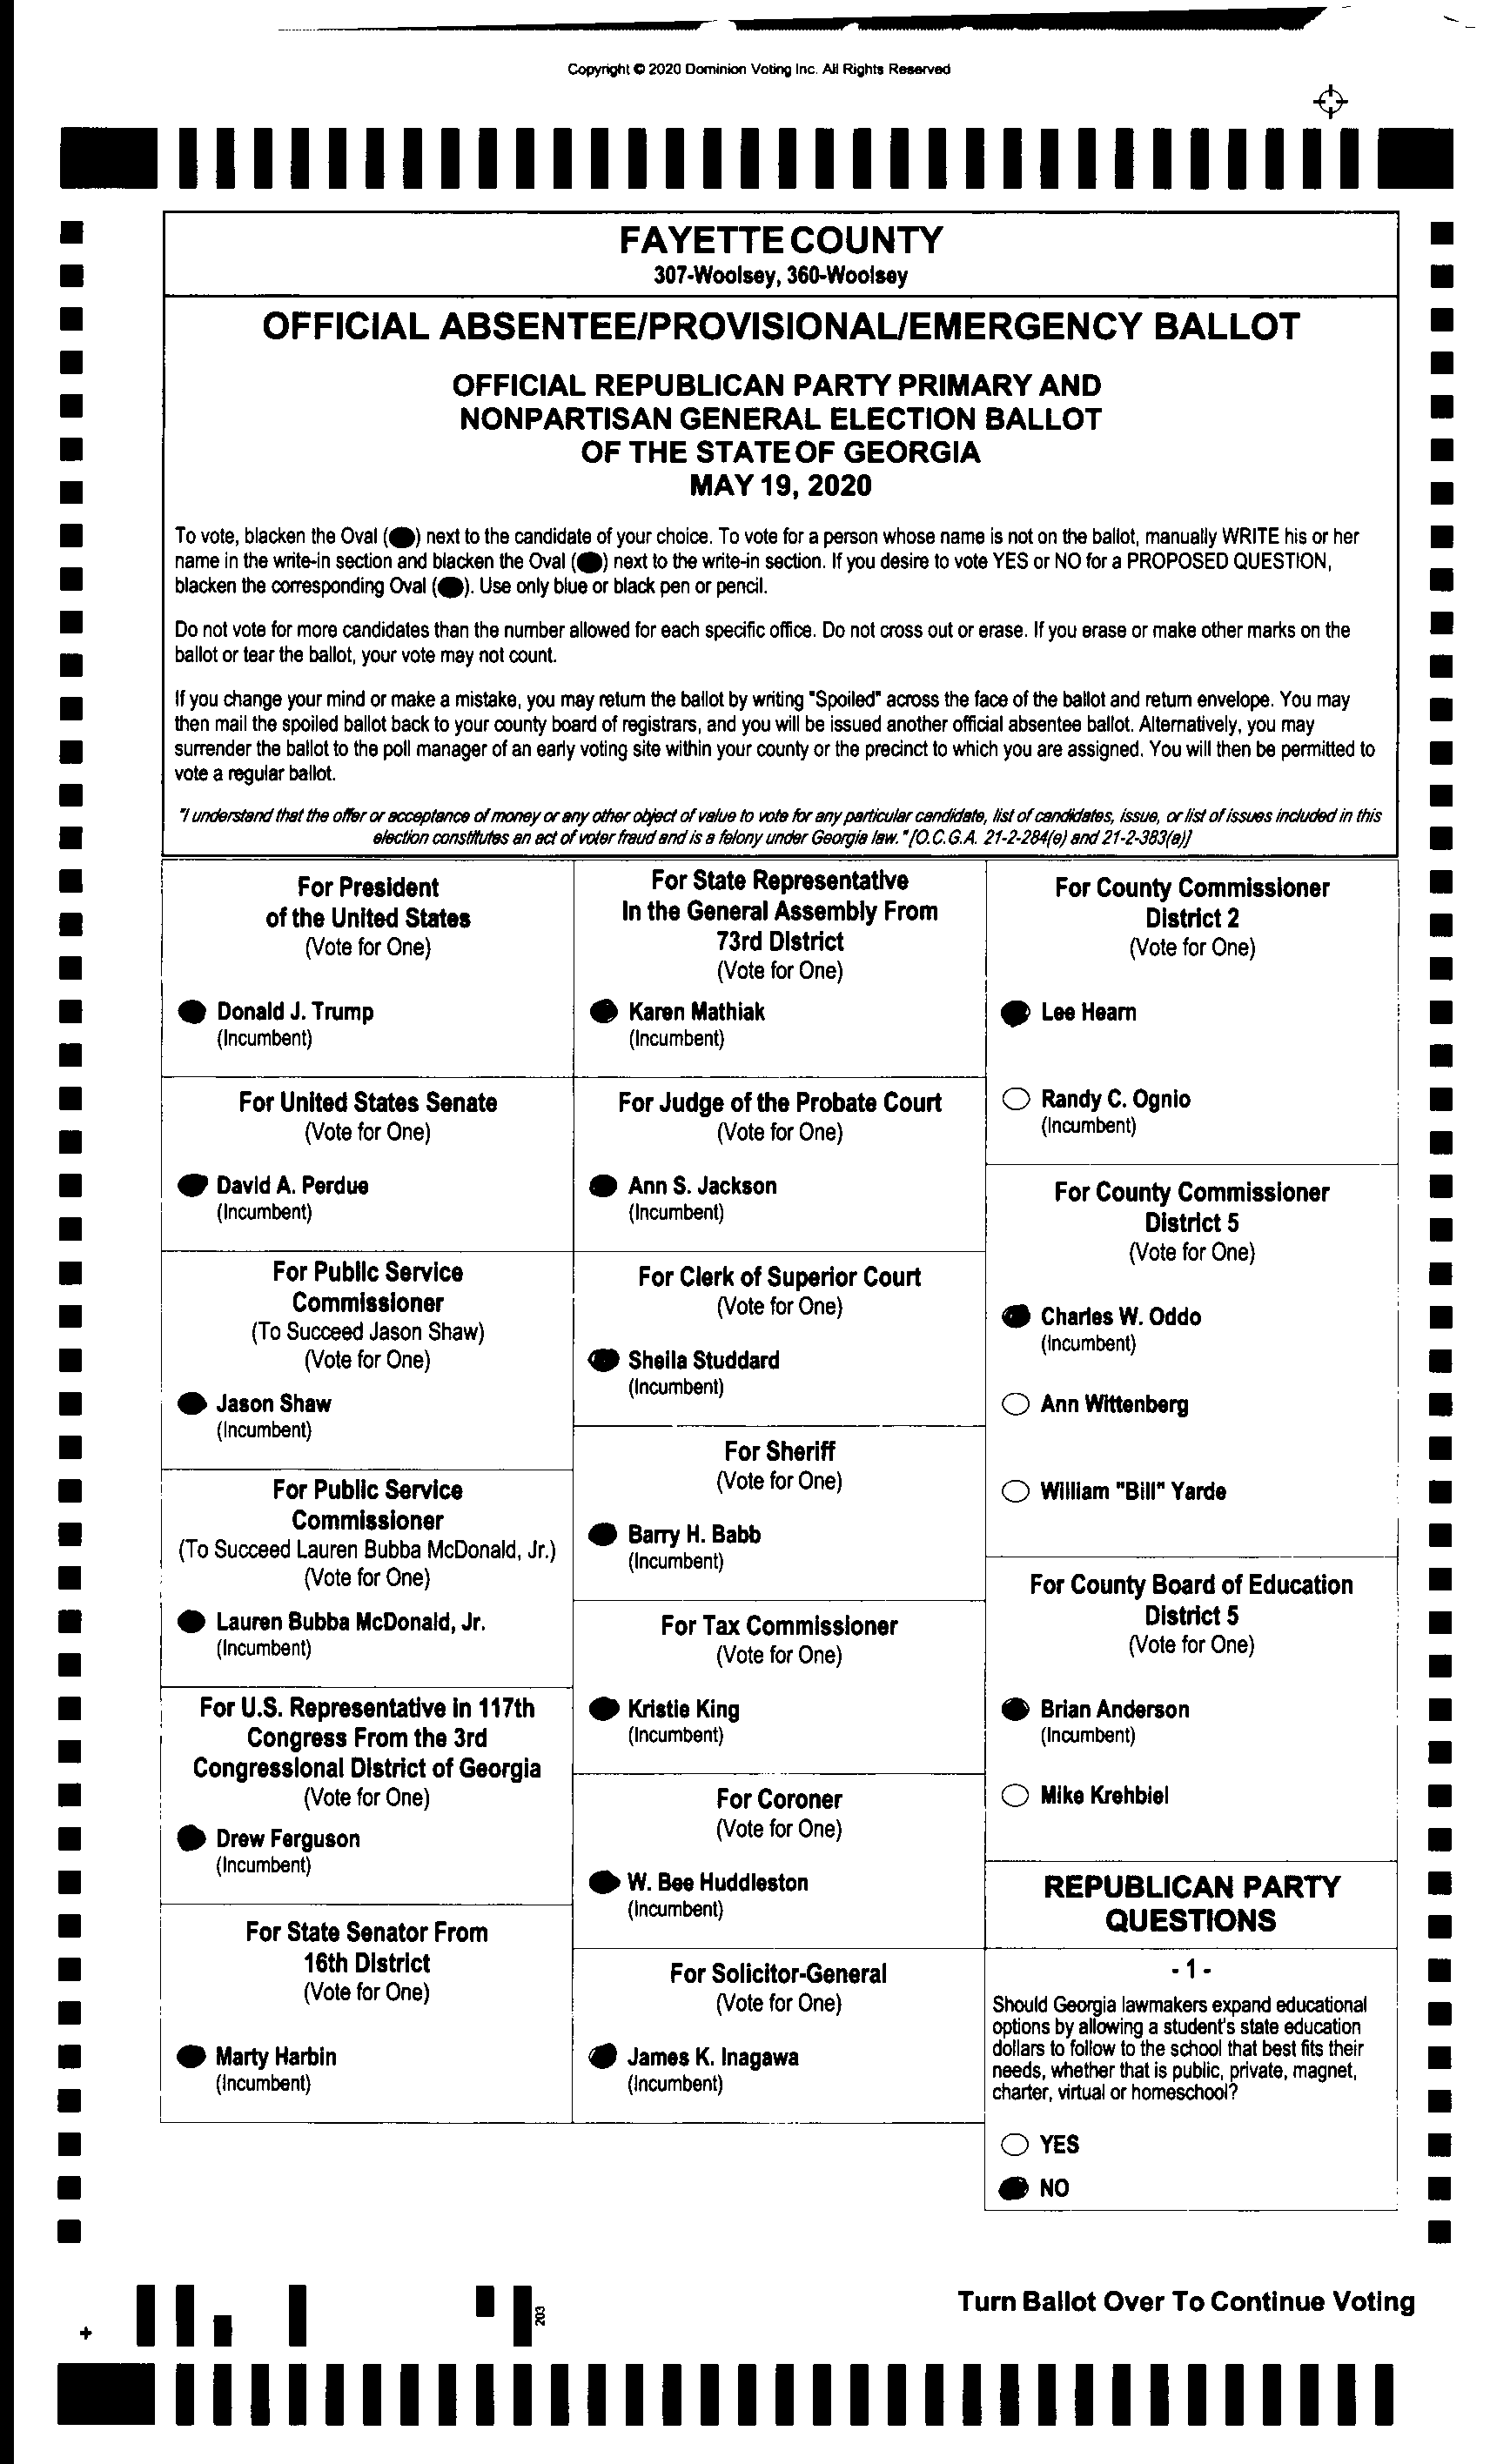 Copyright © 2020 Dominion Voting Inc. All Rights Reserved
FAYETTE COUNTY
307-Woolsey, 360-Woolsey
OFFICIAL ABSENTEE/PROVISIONAL/EMERGENCY BALLOT
OFFICIAL REPUBLICAN PARTY PRIMARY AND
NONPARTISAN GENERAL ELECTION BALLOT
OF THE STATE OF GEORGIA
MAY 19, 2020
To vote, blacken the Oval (●) next to the candidate of your choice. To vote for a person whose name is not on the ballot, manually WRITE his or her
name in the write-in section and blacken the Oval (●) next to the write-in section. If you desire to vote YES or NO for a PROPOSED QUESTION,
blacken the corresponding Oval (●). Use only blue or black pen or pencil.
Do not vote for more candidates than the number allowed for each specific office. Do not cross out or erase. If you erase or make other marks on the
ballot or tear the ballot, your vote may not count.
If you change your mind or make a mistake, you may return the ballot by writing "Spoiled" across the face of the ballot and return envelope. You may
then mail the spoiled ballot back to your county board of registrars, and you will be issued another official absentee ballot. Alternatively, you may
surrender the ballot to the poll manager of an early voting site within your county or the precinct to which you are assigned. You will then be permitted to
vote a regular ballot.
"I understand that the offer or acceptance of money or any other object of value to vote for any particular candidate, list of candidates, issue, or list of issues included in this
election constitutes an act of voter fraud and is a felony under Georgia law." [O.C.G.A. 21-2-284(e) and 21-2-383(a)]
For President
of the United States
(Vote for One)
Donald J. Trump
(Incumbent)
For United States Senate
(Vote for One)
David A. Perdue
(Incumbent)
For Public Service
Commissioner
(To Succeed Jason Shaw)
(Vote for One)
Jason Shaw
(Incumbent)
For Public Service
Commissioner
(To Succeed Lauren Bubba McDonald, Jr.)
(Vote for One)
Lauren Bubba McDonald, Jr.
(Incumbent)
For U.S. Representative in 117th
Congress From the 3rd
Congressional District of Georgia
(Vote for One)
Drew Ferguson
(Incumbent)
For State Senator From
16th District
(Vote for One)
Marty Harbin
(Incumbent)
For State Representative
In the General Assembly From
73rd District
(Vote for One)
Karen Mathiak
(Incumbent)
For Judge of the Probate Court
(Vote for One)
Ann S. Jackson
(Incumbent)
For Clerk of Superior Court
(Vote for One)
Sheila Studdard
(Incumbent)
For Sheriff
(Vote for One)
Barry H. Babb
(Incumbent)
For Tax Commissioner
(Vote for One)
Kristie King
(Incumbent)
For Coroner
(Vote for One)
W. Bee Huddleston
(Incumbent)
For Solicitor-General
(Vote for One)
James K. Inagawa
(Incumbent)
For County Commissioner
District 2
(Vote for One)
Lee Hearn
Randy C. Ognio
(Incumbent)
For County Commissioner
District 5
(Vote for One)
Charles W. Oddo
(Incumbent)
Ann Wittenberg
William "Bill" Yarde
For County Board of Education
District 5
(Vote for One)
Brian Anderson
(Incumbent)
Mike Krehbiel
REPUBLICAN PARTY
QUESTIONS
- 1 -
Should Georgia lawmakers expand educational
options by allowing a student's state education
dollars to follow to the school that best fits their
needs, whether that is public, private, magnet,
charter, virtual or homeschool?
YES
NO
Turn Ballot Over To Continue Voting
203